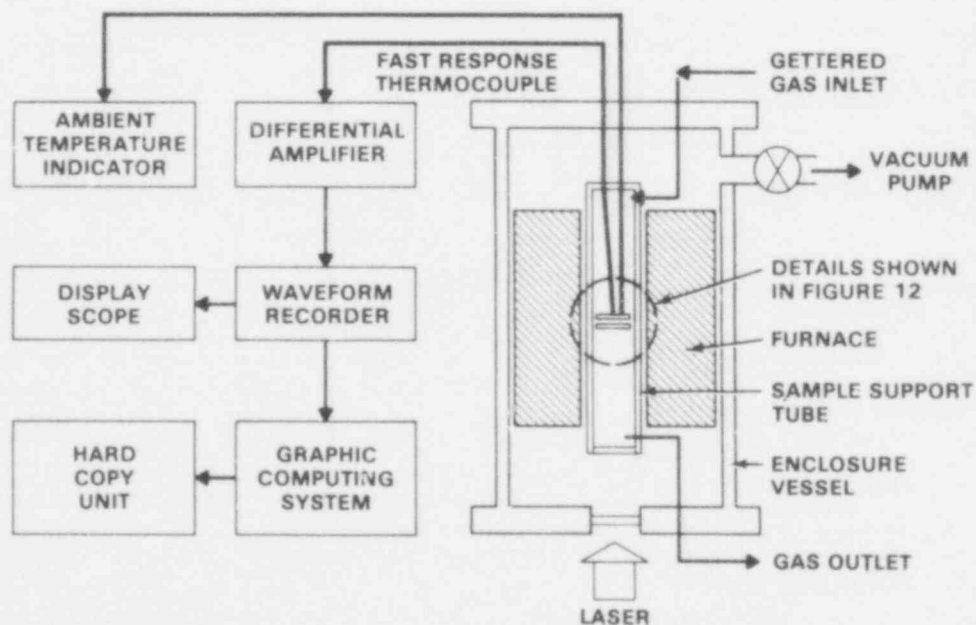 FAST RESPONSE
THERMOCOUPLE
GETTERED
GAS INLET
AMBIENT
TEMPERATURE
INDICATOR
DIFFERENTIAL
AMPLIFIER
VACUUM
PUMP
DISPLAY
SCOPE
WAVEFORM
RECORDER
DETAILS SHOWN
IN FIGURE 12
FURNACE
SAMPLE SUPPORT
TUBE
HARD
COPY
UNIT
GRAPHIC
COMPUTING
SYSTEM
ENCLOSURE
VESSEL
GAS OUTLET
LASER